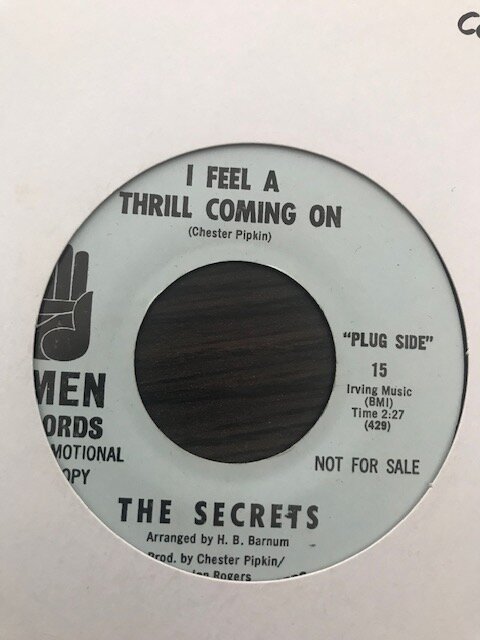 I FEEL A
THRILL COMING ON
(Chester Pipkin)
"PLUG SIDE"
15
Irving Music
(BMI)
Time 2:27
(429)
NOT FOR SALE
MEN
ORDS
MOTIONAL
OPY
THE SECRETS
Arranged by H. B. Barnum
Prod. by Chester Pipkin/
Rogers